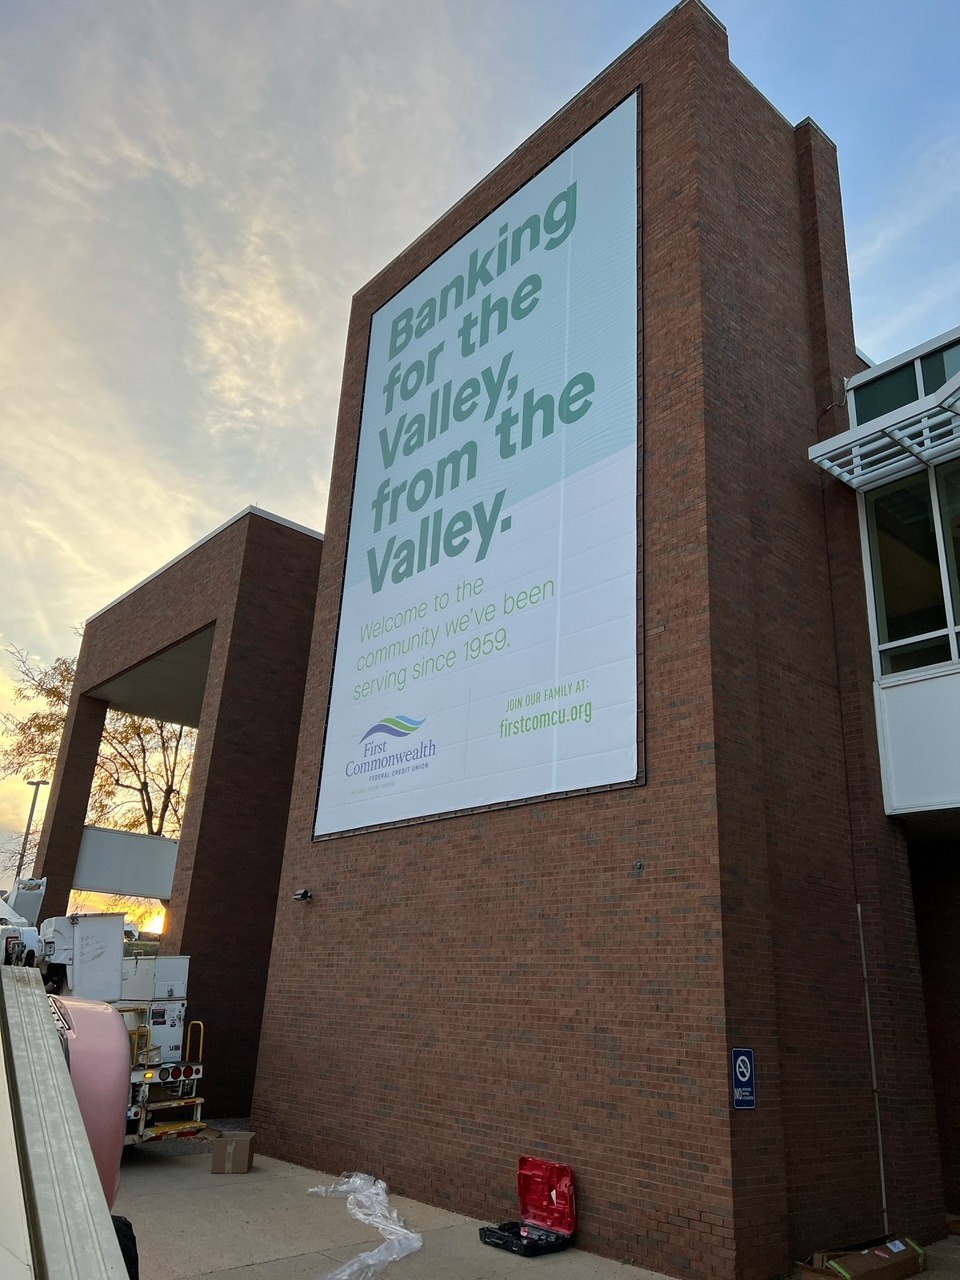 Banking
for the
Valley,
from the
Valley.
Welcome to the
community we've been
serving since 1959.
JOIN OUR FAMILY AT:
firstcomcu.org
First
Commonwealth
FEDERAL CREDIT UNION
NO